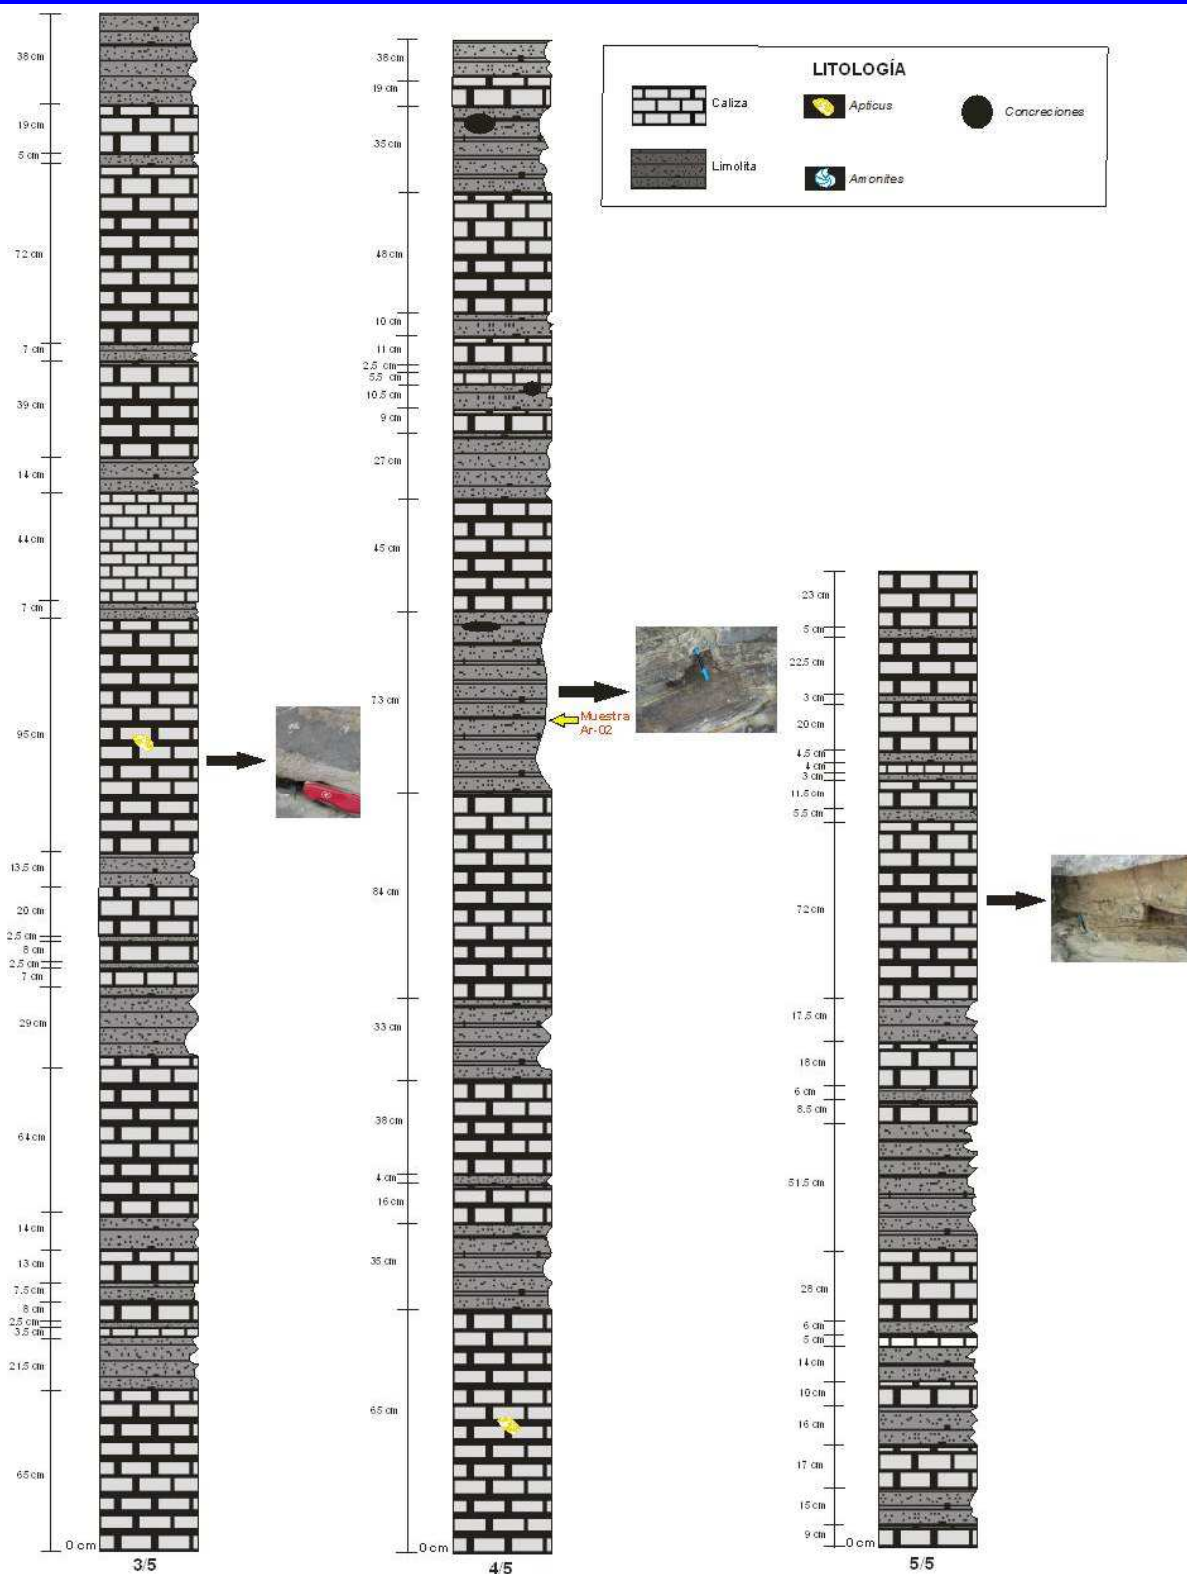 38 cm
19 cm
5 cm
72 cm
7 cm
39 cm
14 cm
44 cm
7 cm
95 cm
13.5 cm
20 cm
2.5 cm
8 cm
2.5 cm
7 cm
29 cm
64 cm
14 cm
13 cm
7.5 cm
8 cm
2.5 cm
3.5 cm
21.5 cm
65 cm
0 cm
3/5
38 cm
19 cm
35 cm
48 cm
10 cm
11 cm
2.5 cm
5.5 cm
10.5 cm
9 cm
27 cm
45 cm
73 cm
Muestra
Ar-02
84 cm
33 cm
38 cm
4 cm
16 cm
35 cm
65 cm
0 cm
4/5
LITOLOGÍA
Caliza
Apticus
Concreciones
Limolita
Amonites
23 cm
5 cm
22.5 cm
3 cm
20 cm
4.5 cm
4 cm
3 cm
11.5 cm
5.5 cm
72 cm
17.5 cm
18 cm
6 cm
8.5 cm
51.5 cm
28 cm
6 cm
5 cm
14 cm
10 cm
16 cm
17 cm
15 cm
9 cm
0 cm
5/5